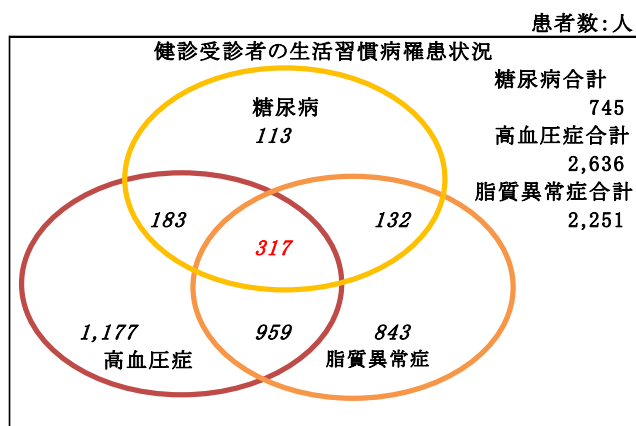 患者数:人
健診受診者の生活習慣病罹患状況
糖尿病合計
745
高血圧症合計
2,636
脂質異常症合計
2,251
糖尿病
113
183
132
317
1,177
959
843
高血圧症
脂質異常症